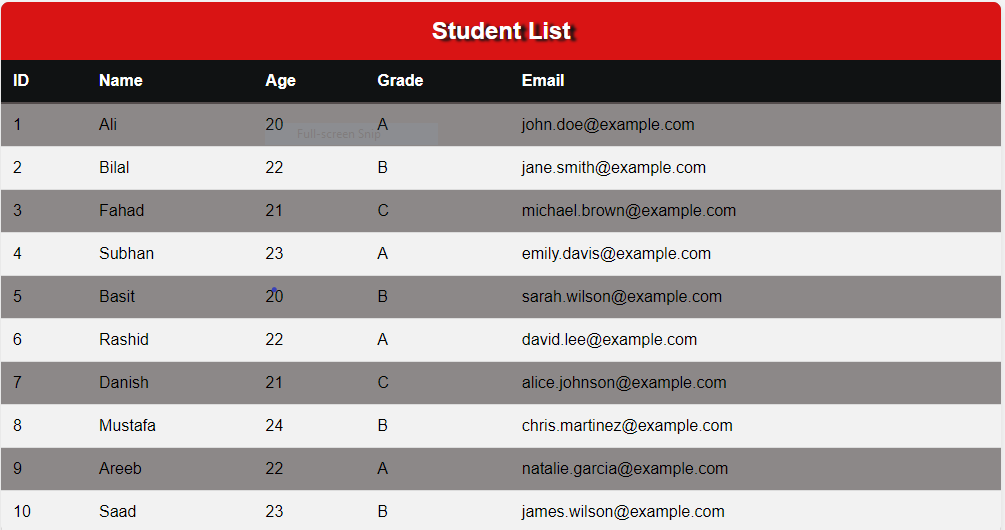 Student List
ID Name Age Grade Email
1 Ali 20 A john.doe@example.com
Full-screen Snip
2 Bilal 22 B jane.smith@example.com
3 Fahad 21 C michael.brown@example.com
4 Subhan 23 A emily.davis@example.com
5 Basit 20 B sarah.wilson@example.com
6 Rashid 22 A david.lee@example.com
7 Danish 21 C alice.johnson@example.com
8 Mustafa 24 B chris.martinez@example.com
9 Areeb 22 A natalie.garcia@example.com
10 Saad 23 B james.wilson@example.com